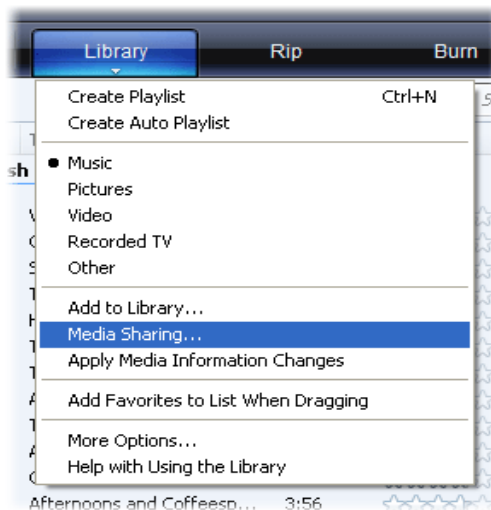 Library Rip Burn
Create Playlist Ctrl+N
Create Auto Playlist
Music
Pictures
Video
Recorded TV
Other
Add to Library...
Media Sharing...
Apply Media Information Changes
Add Favorites to List When Dragging
More Options...
Help with Using the Library
Afternoons and Coffeesp... 3:56